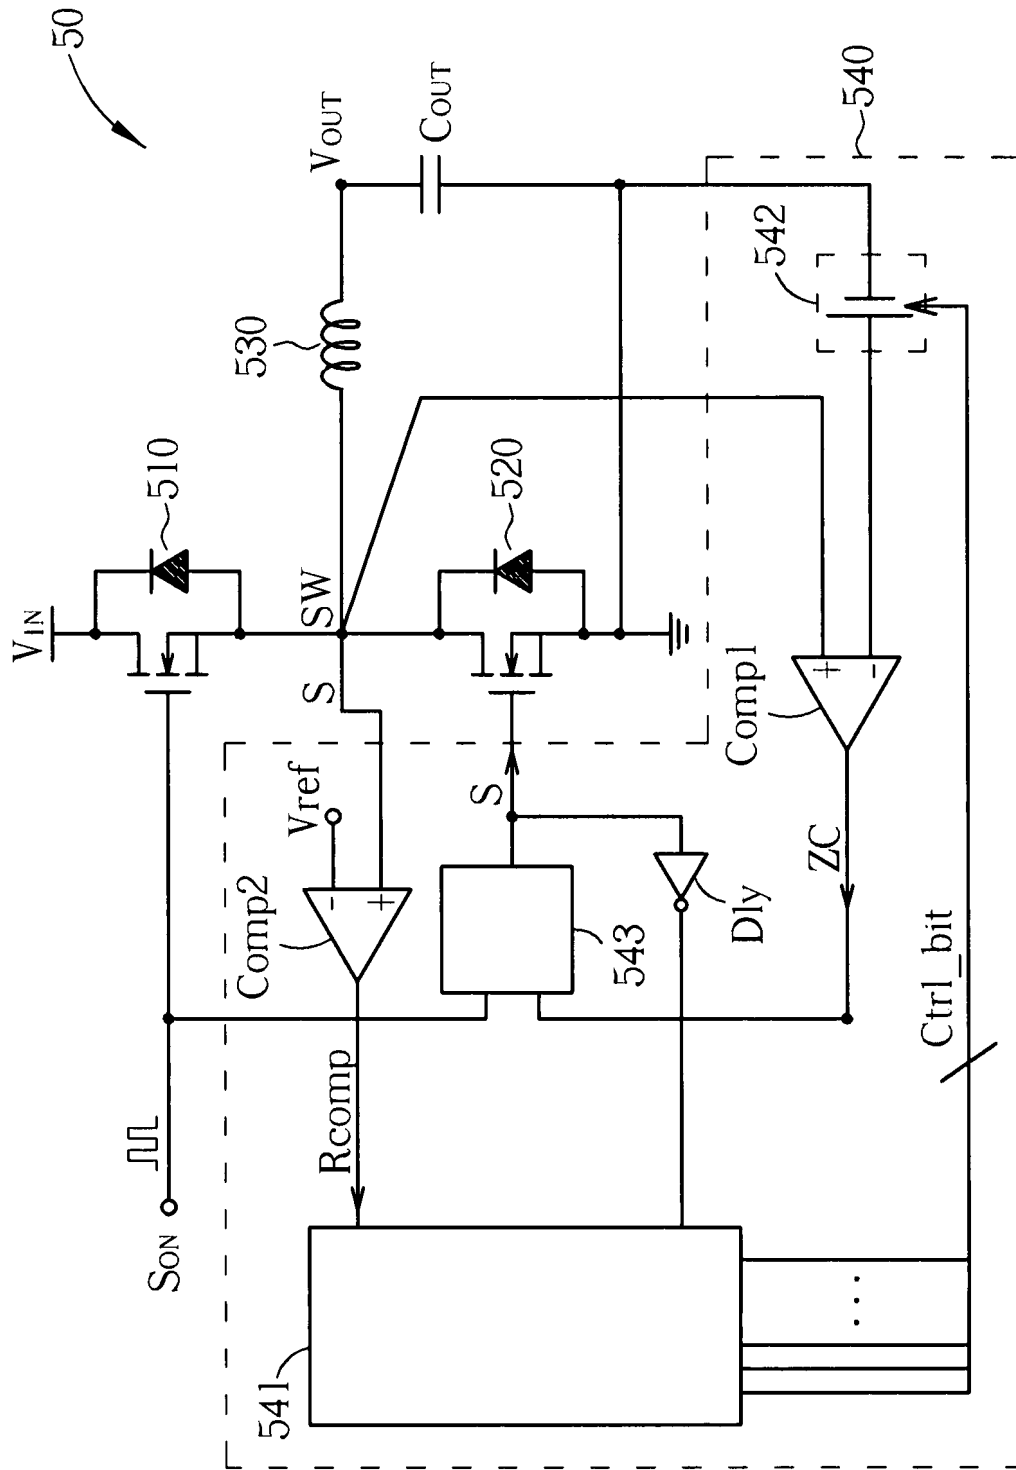 50
VIN
510
SW
S
530
VOUT
COUT
520
540
542
SON
Comp2
Vref
-
+
Rcomp
S
543
Dly
Comp1
+
-
ZC
541
...
Ctrl_bit